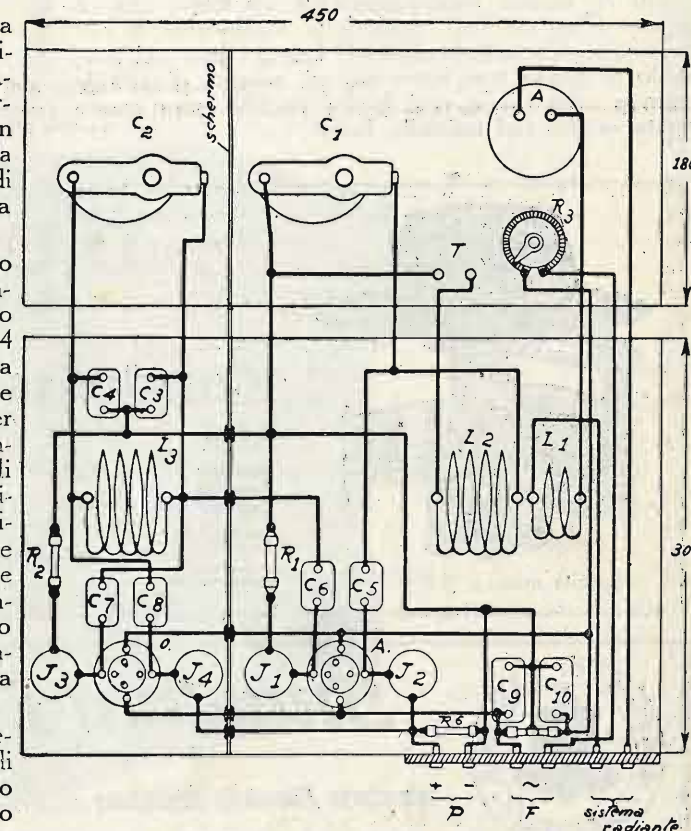 450
C2
schermo
C1
A
180
R3
T
C4 C3
L3
L2
L1
R2
R1
30
C7 C8
C6 C5
O.
A.
J3 J4 J1 J2
C9 C10
R6
+ - ~
P F sistema
radiante